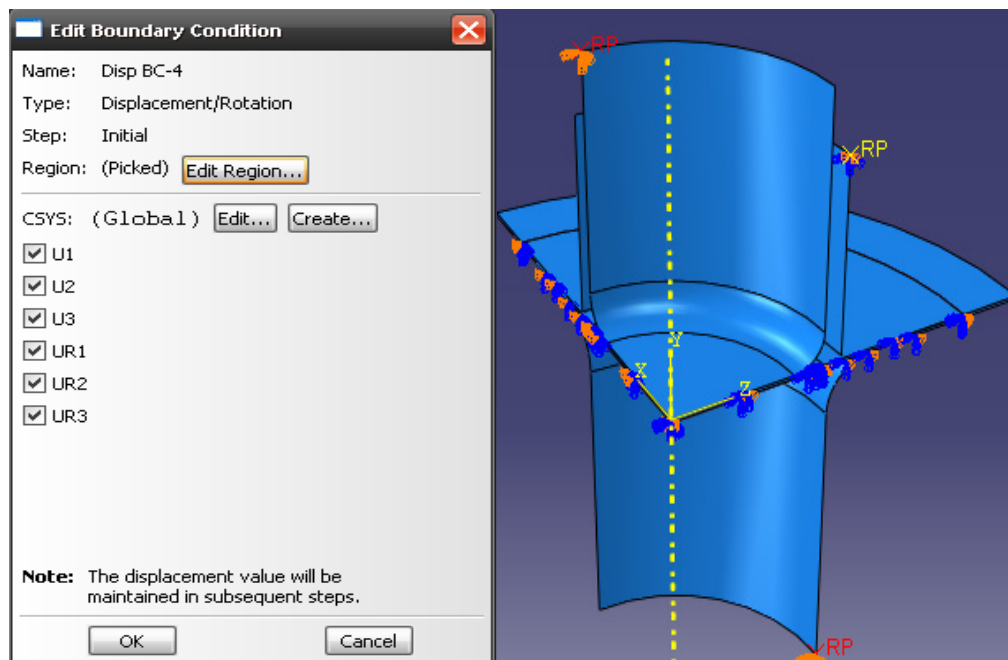 Edit Boundary Condition
Name: Disp BC-4
Type: Displacement/Rotation
Step: Initial
Region: (Picked) Edit Region...
CSYS: (Global) Edit... Create...
U1
U2
U3
UR1
UR2
UR3
Note: The displacement value will be
maintained in subsequent steps.
OK Cancel
RP
RP
Y
X
Z
RP